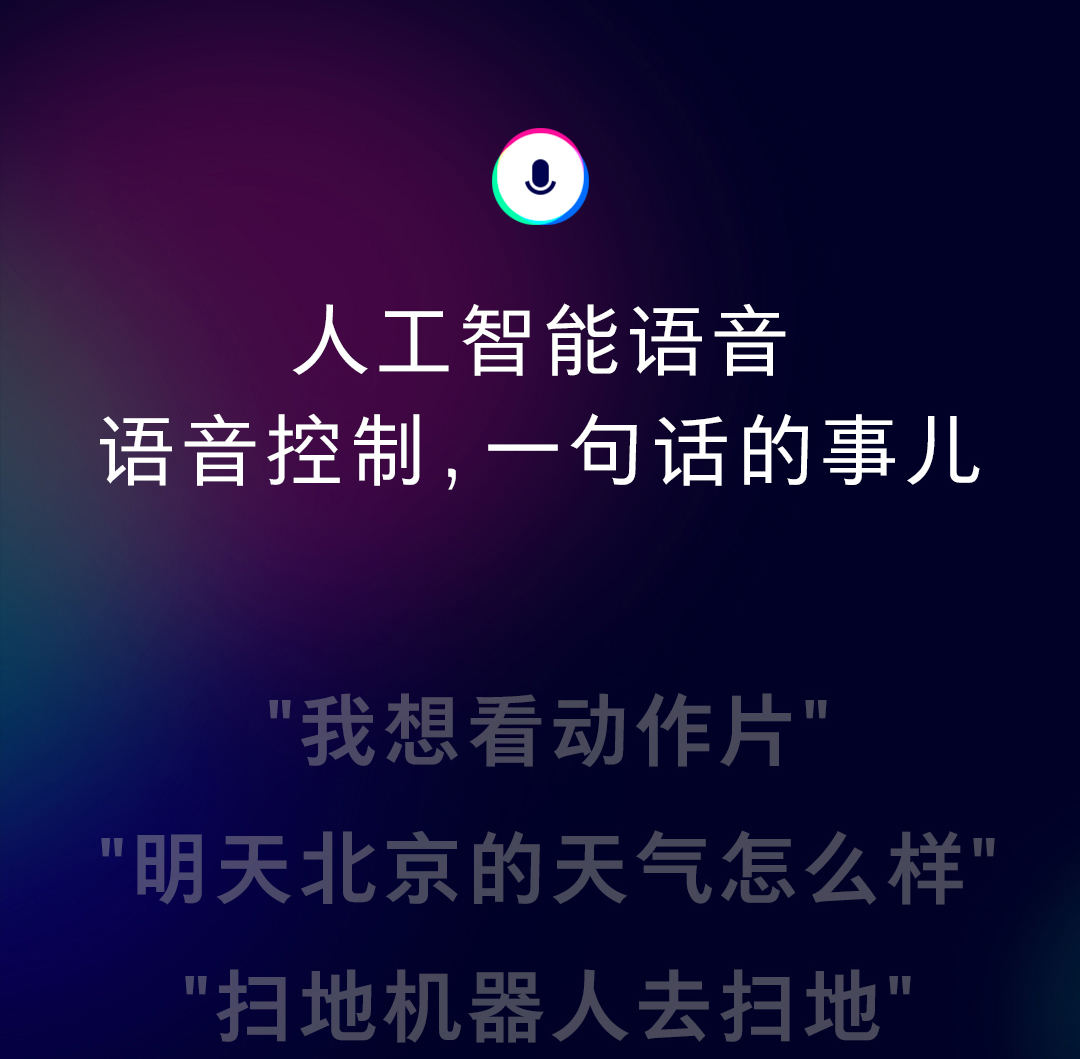 人工智能语音
语音控制,一句话的事儿
"我想看动作片"
"明天北京的天气怎么样"
"扫地机器人去扫地"